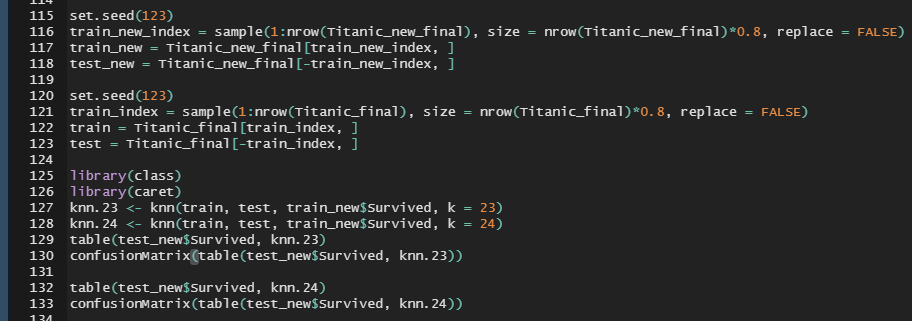 114
115 set.seed(123)
116 train_new_index = sample(1:nrow(Titanic_new_final), size = nrow(Titanic_new_final)*0.8, replace = FALSE)
117 train_new = Titanic_new_final[train_new_index, ]
118 test_new = Titanic_new_final[-train_new_index, ]
119
120 set.seed(123)
121 train_index = sample(1:nrow(Titanic_final), size = nrow(Titanic_final)*0.8, replace = FALSE)
122 train = Titanic_final[train_index, ]
123 test = Titanic_final[-train_index, ]
124
125 library(class)
126 library(caret)
127 knn.23 <- knn(train, test, train_new$Survived, k = 23)
128 knn.24 <- knn(train, test, train_new$Survived, k = 24)
129 table(test_new$Survived, knn.23)
130 confusionMatrix(table(test_new$Survived, knn.23))
131
132 table(test_new$Survived, knn.24)
133 confusionMatrix(table(test_new$Survived, knn.24))
134